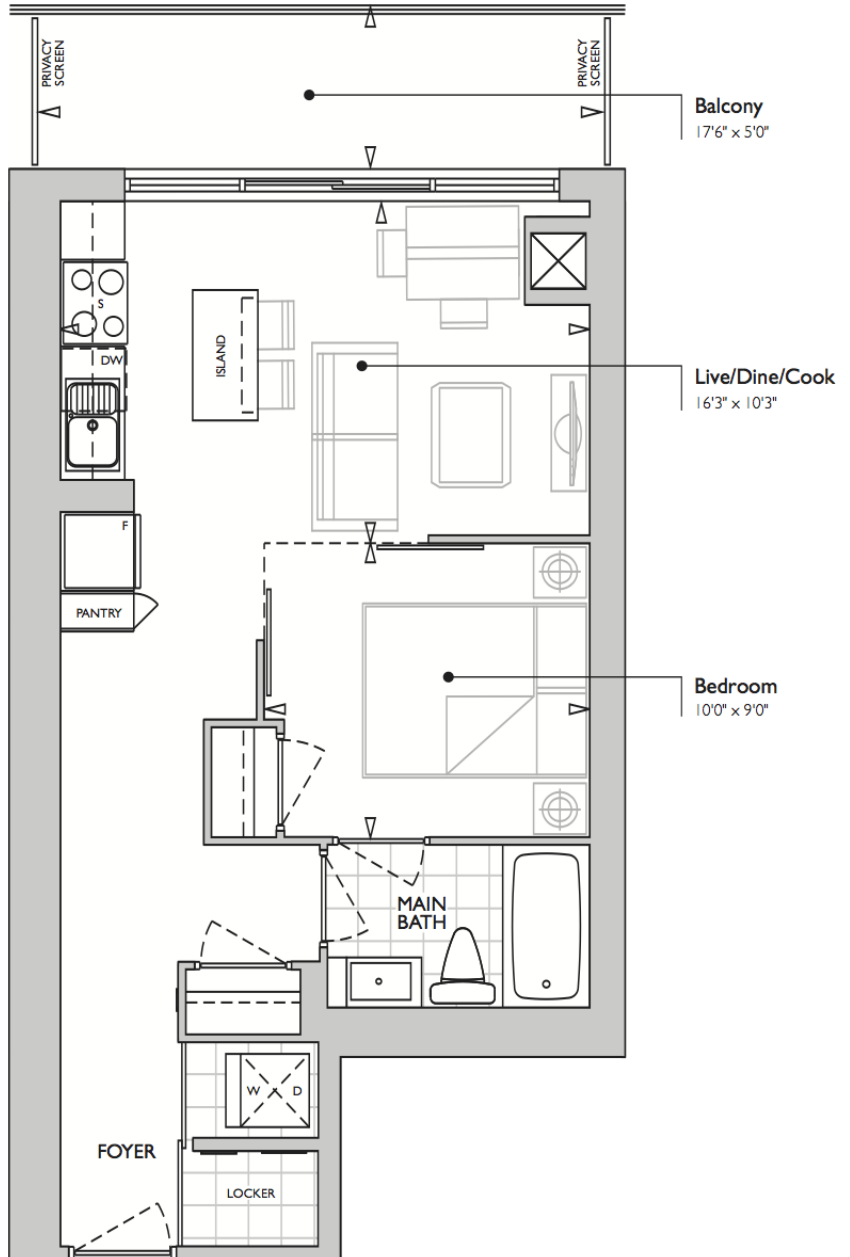 PRIVACY
SCREEN
PRIVACY
SCREEN
Balcony
17'6" x 5'0"
S
DW
ISLAND
Live/Dine/Cook
16'3" x 10'3"
F
PANTRY
Bedroom
10'0" x 9'0"
MAIN
BATH
W D
FOYER
LOCKER